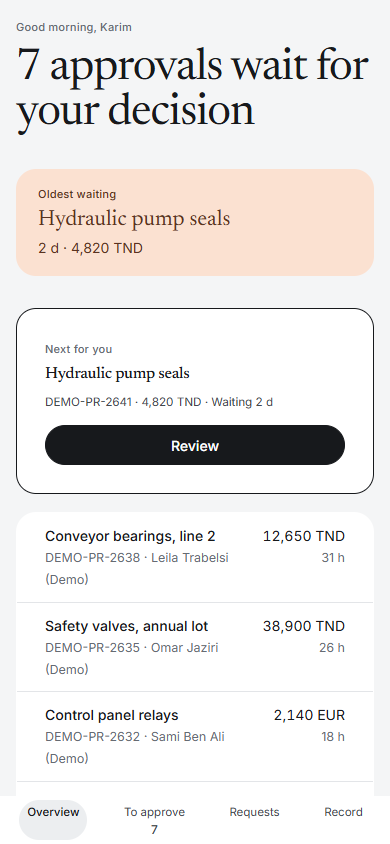 Good morning, Karim
7 approvals wait for
your decision
Oldest waiting
Hydraulic pump seals
2 d · 4,820 TND
Next for you
Hydraulic pump seals
DEMO-PR-2641 · 4,820 TND · Waiting 2 d
Review
Conveyor bearings, line 2 12,650 TND
DEMO-PR-2638 · Leila Trabelsi 31 h
(Demo)
Safety valves, annual lot 38,900 TND
DEMO-PR-2635 · Omar Jaziri 26 h
(Demo)
Control panel relays 2,140 EUR
DEMO-PR-2632 · Sami Ben Ali 18 h
(Demo)
Overview To approve Requests Record
7